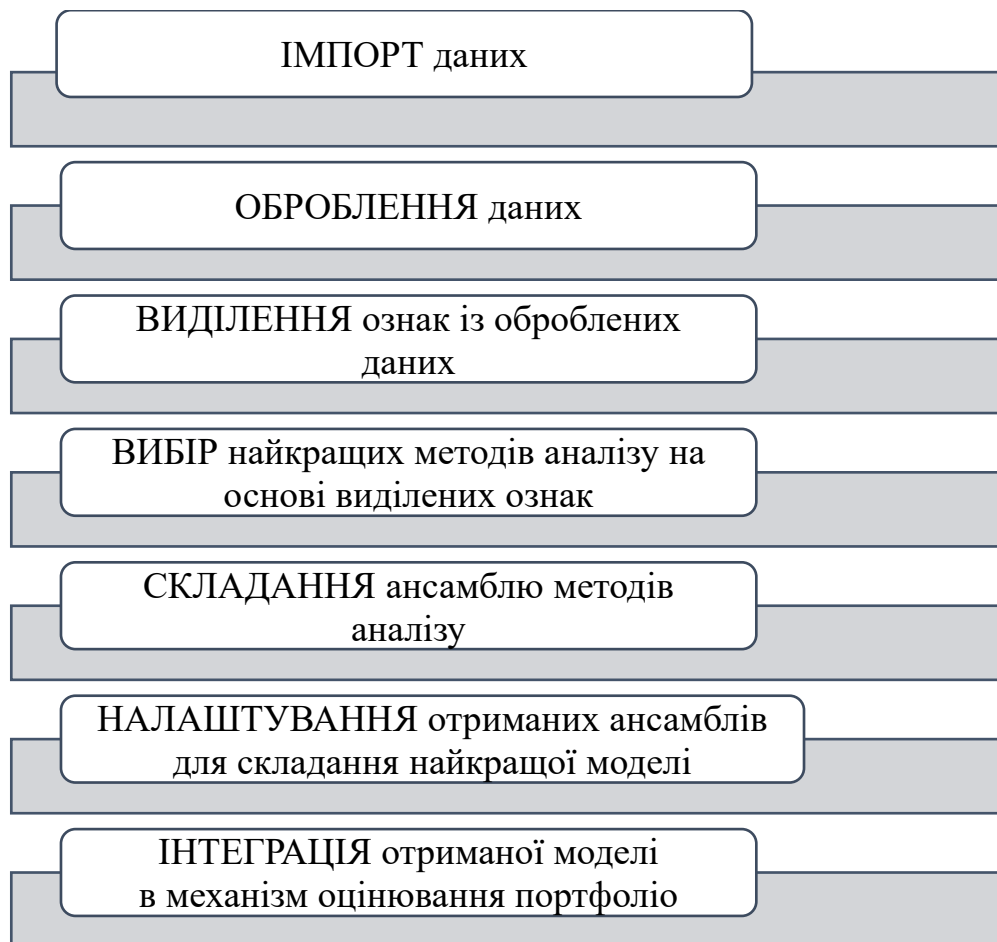 ІМПОРТ даних
ОБРОБЛЕННЯ даних
ВИДІЛЕННЯ ознак із оброблених
даних
ВИБІР найкращих методів аналізу на
основі виділених ознак
СКЛАДАННЯ ансамблю методів
аналізу
НАЛАШТУВАННЯ отриманих ансамблів
для складання найкращої моделі
ІНТЕГРАЦІЯ отриманої моделі
в механізм оцінювання портфоліо